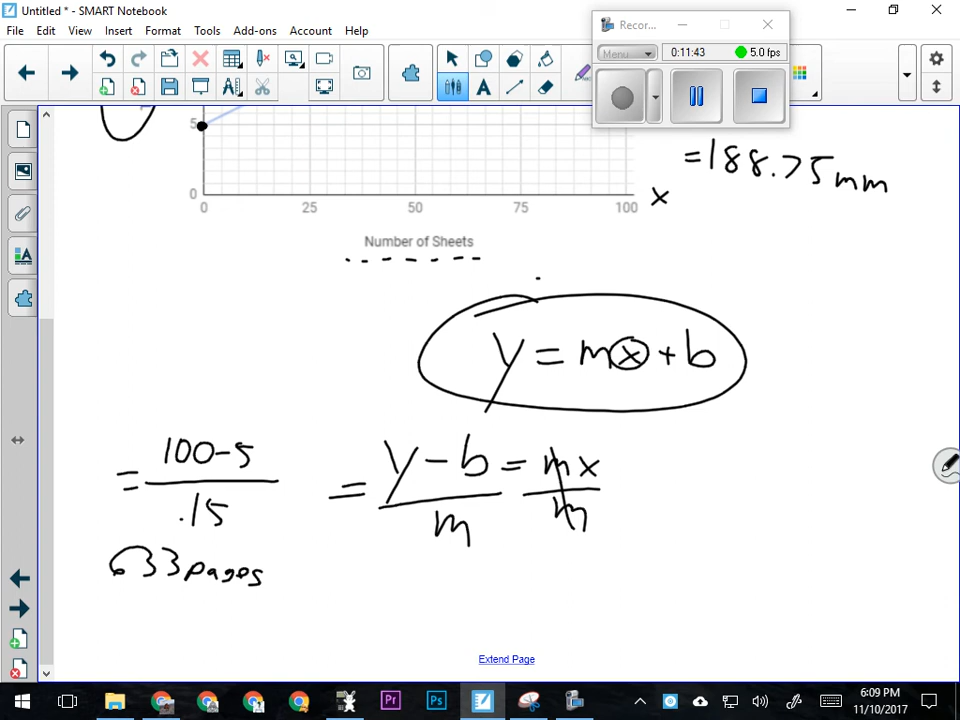 Untitled * - SMART Notebook
File Edit View Insert Format Tools Add-ons Account Help
Recor...
Menu 0:11:43 5.0 fps
5
0
0 25 50 75 100 x
Number of Sheets
=188.75mm
y = mx + b
= 100-5 / .15
= y - b / m = mx / m
633 pages
Extend Page
Pr Ps
6:09 PM
11/10/2017